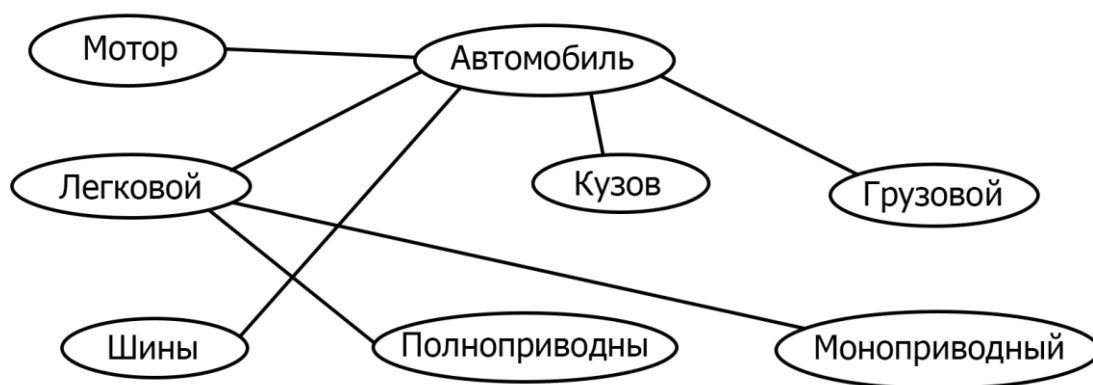 Мотор
Автомобиль
Легковой
Кузов
Грузовой
Шины
Полноприводны
Моноприводный